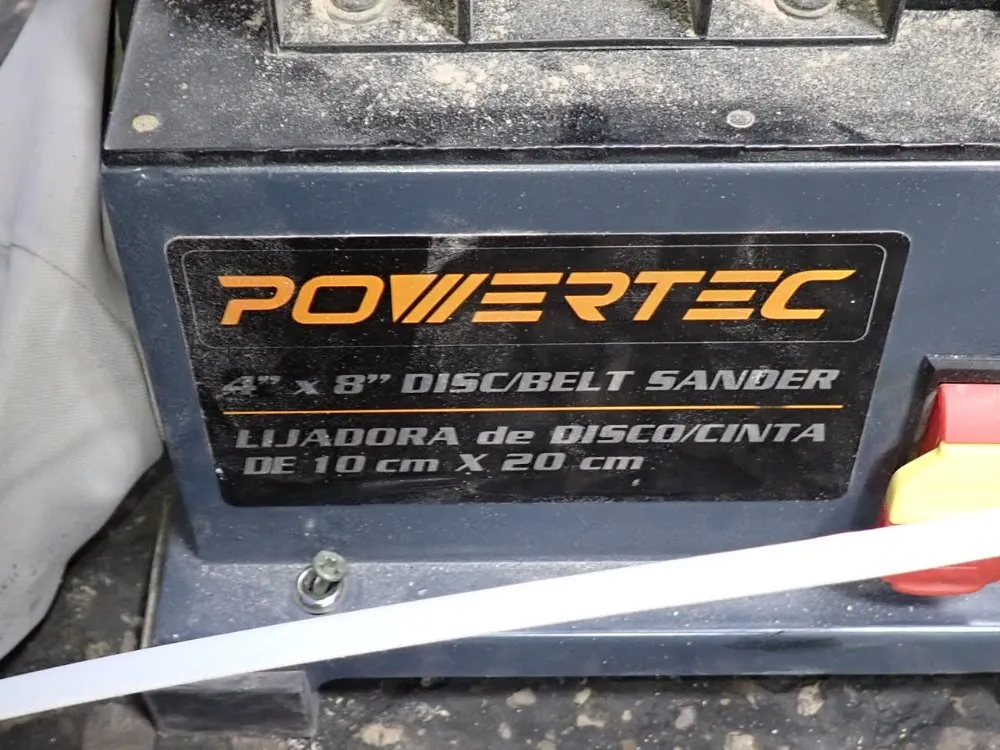 POWERTEC
4" x 8" DISC/BELT SANDER
LIJADORA de DISCO/CINTA
DE 10 cm X 20 cm